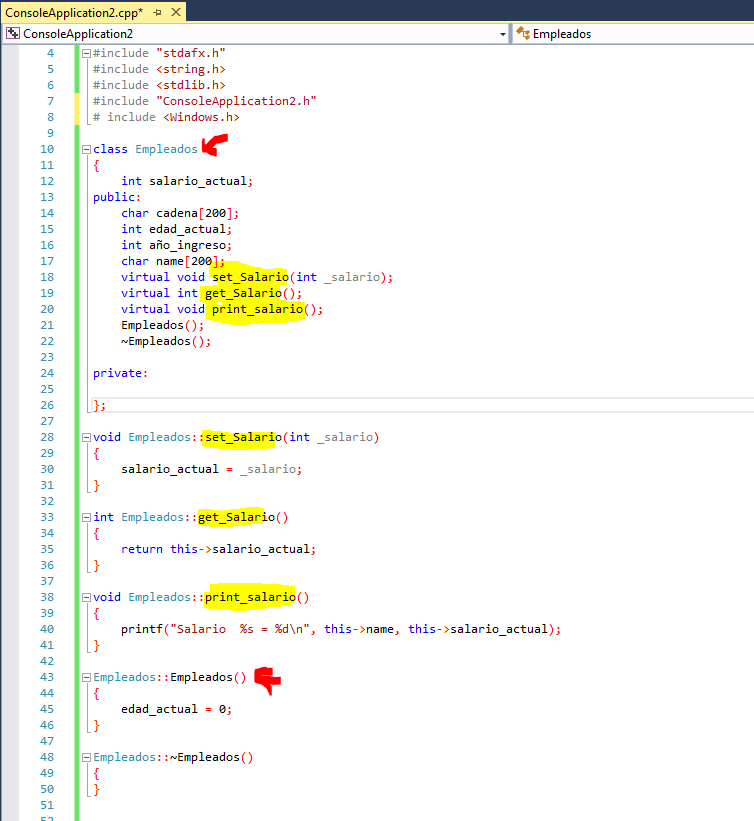 ConsoleApplication2.cpp*
ConsoleApplication2 Empleados
4 #include "stdafx.h"
5 #include <string.h>
6 #include <stdlib.h>
7 #include "ConsoleApplication2.h"
8 # include <Windows.h>
9
10 class Empleados
11 {
12 int salario_actual;
13 public:
14 char cadena[200];
15 int edad_actual;
16 int año_ingreso;
17 char name[200];
18 virtual void set_Salario(int _salario);
19 virtual int get_Salario();
20 virtual void print_salario();
21 Empleados();
22 ~Empleados();
23
24 private:
25
26 };
27
28 void Empleados::set_Salario(int _salario)
29 {
30 salario_actual = _salario;
31 }
32
33 int Empleados::get_Salario()
34 {
35 return this->salario_actual;
36 }
37
38 void Empleados::print_salario()
39 {
40 printf("Salario  %s = %d\n", this->name, this->salario_actual);
41 }
42
43 Empleados::Empleados()
44 {
45 edad_actual = 0;
46 }
47
48 Empleados::~Empleados()
49 {
50 }
51
52